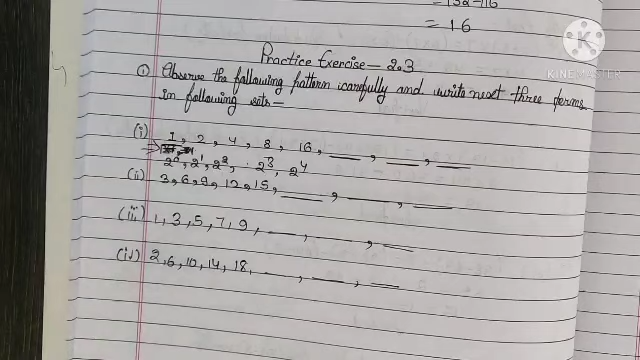 = 132-116
= 16
KINEMASTER
Practice Exercise - 2.3
① Observe the following pattern carefully and write next three terms
in following sets -
(i) 1, 2, 4, 8, 16, ___, ___, ___
2⁰, 2¹, 2², 2³, 2⁴
(ii) 3, 6, 9, 12, 15, ___, ___, ___
(iii) 1, 3, 5, 7, 9, ___, ___, ___
(iv) 2, 6, 10, 14, 18, ___, ___, ___